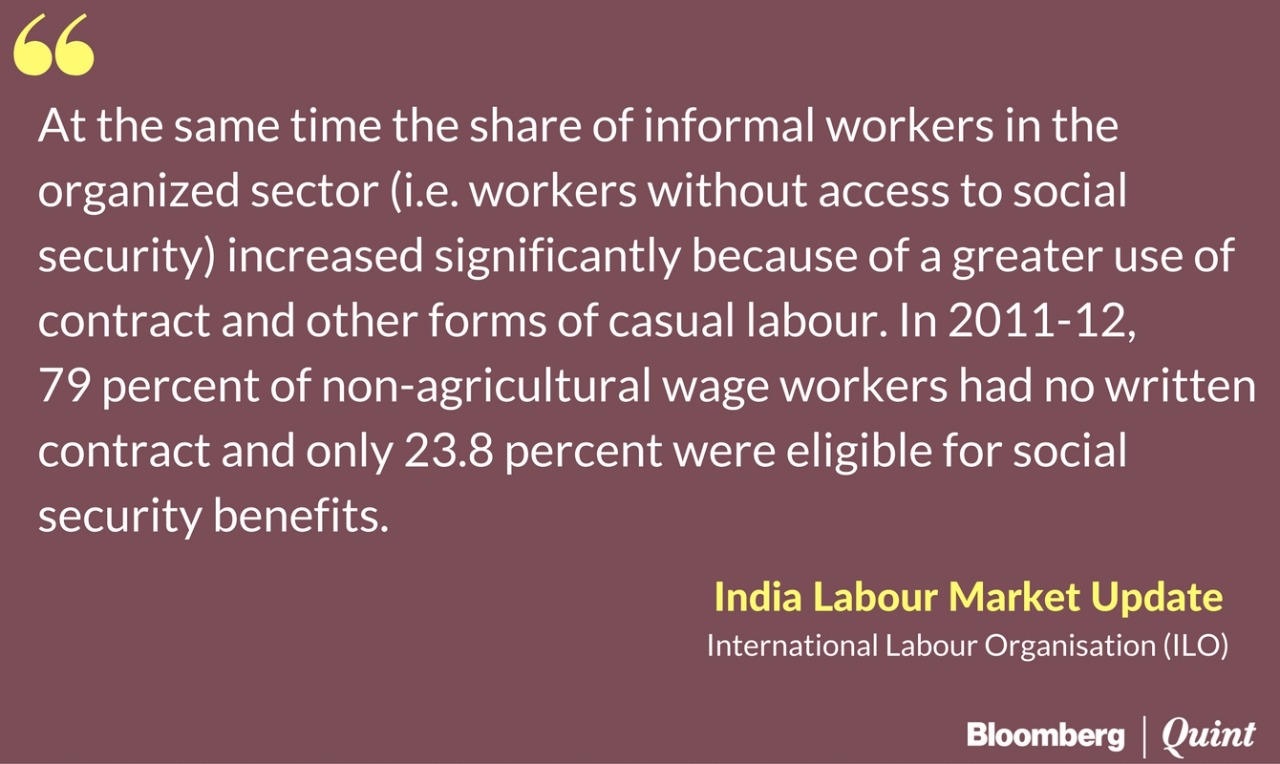 “
At the same time the share of informal workers in the
organized sector (i.e. workers without access to social
security) increased significantly because of a greater use of
contract and other forms of casual labour. In 2011-12,
79 percent of non-agricultural wage workers had no written
contract and only 23.8 percent were eligible for social
security benefits.
India Labour Market Update
International Labour Organisation (ILO)
Bloomberg | Quint